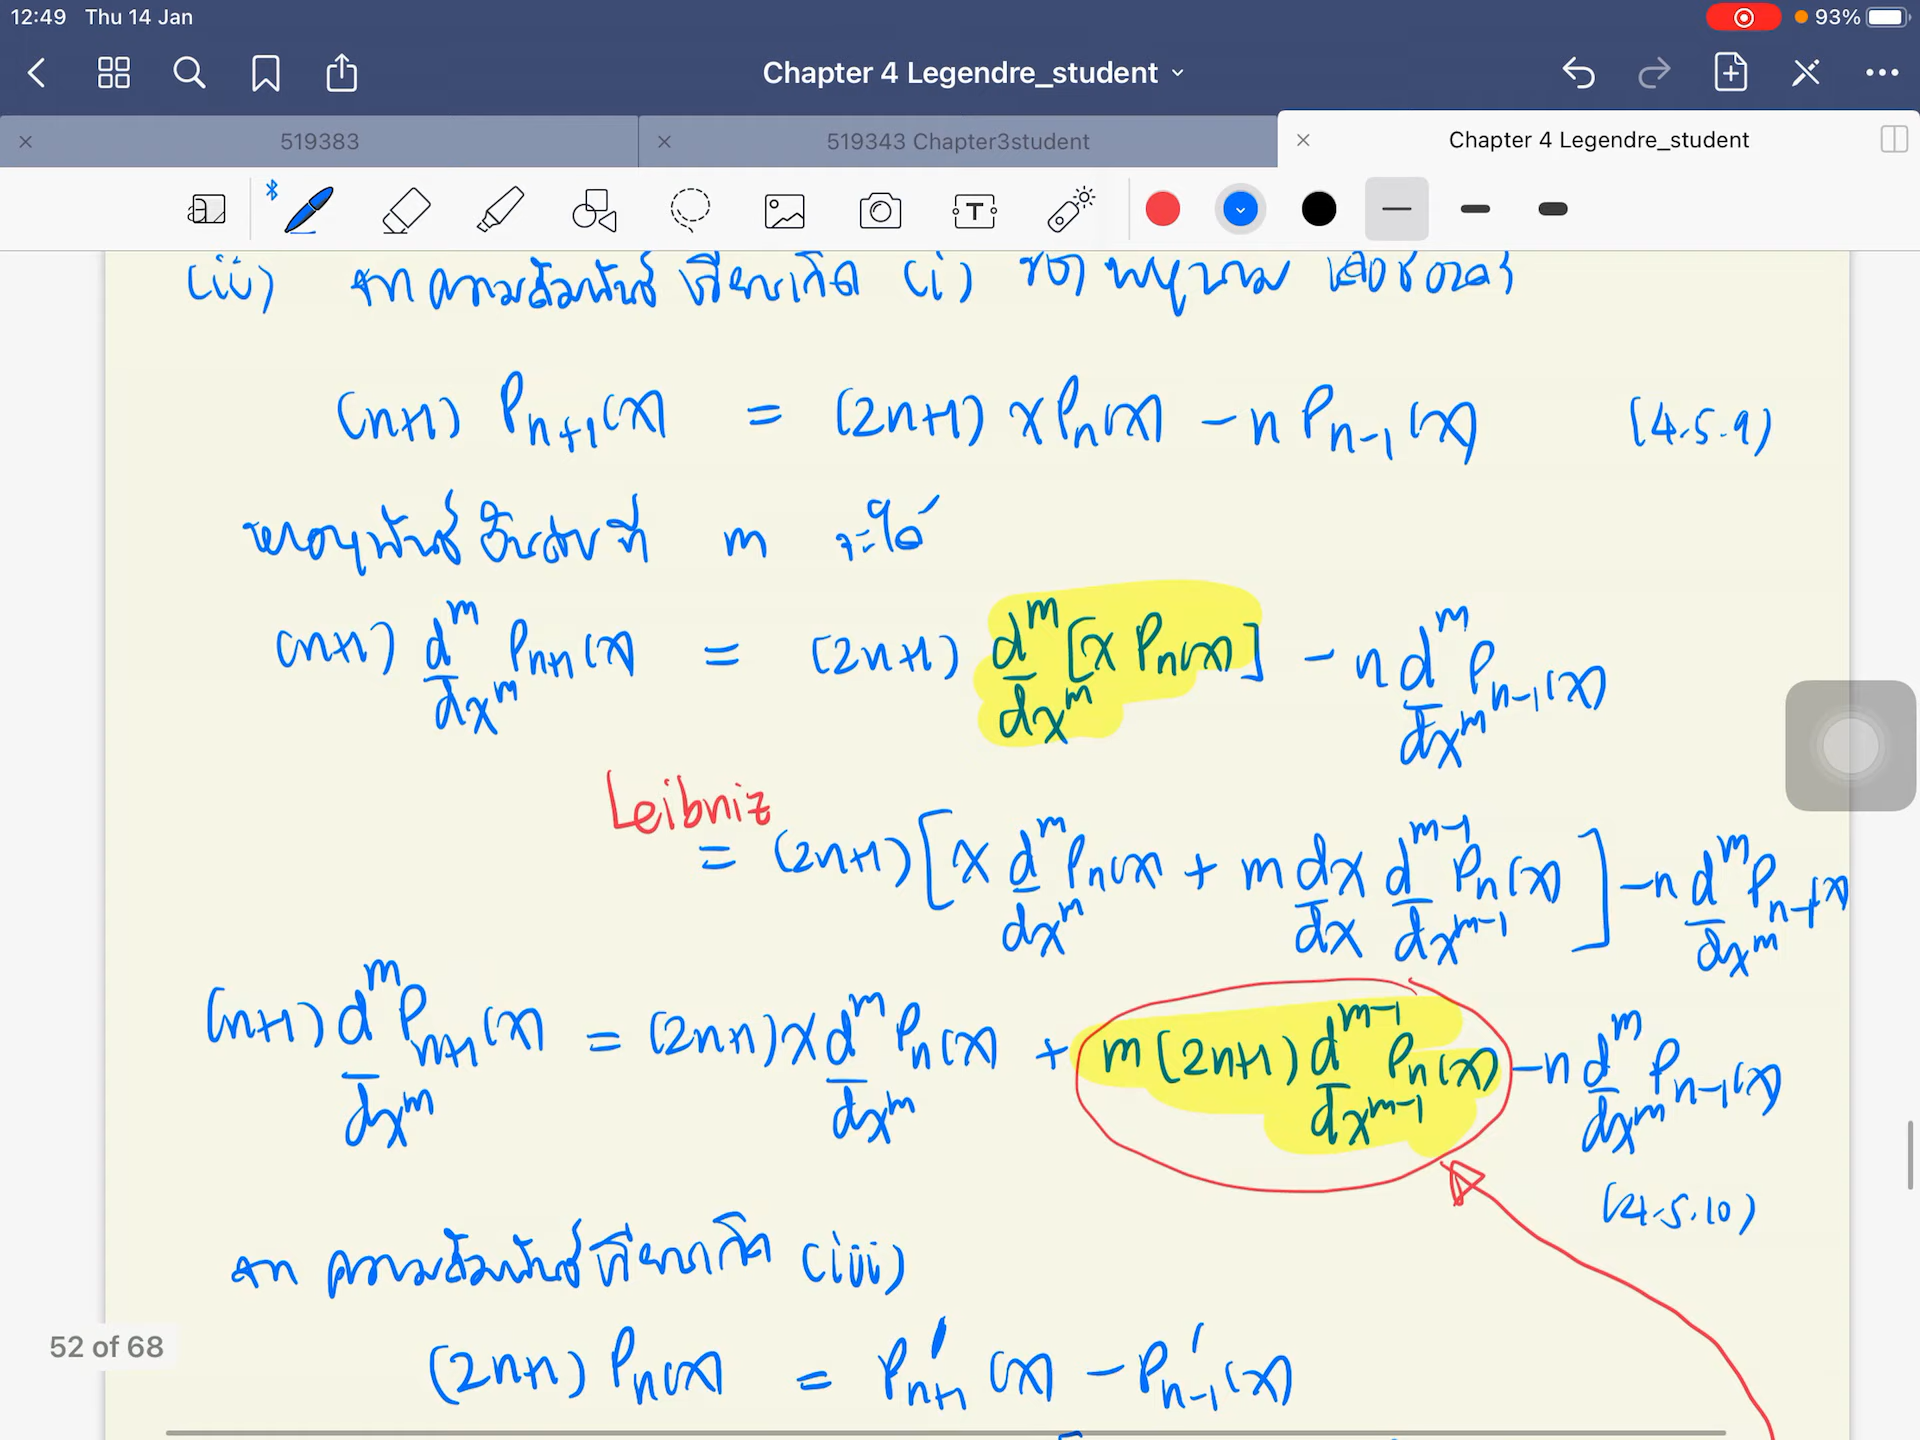 12:49 Thu 14 Jan 93%
Chapter 4 Legendre_student
519383 519343 Chapter3student Chapter 4 Legendre_student
(iii) จากความสัมพันธ์เวียนเกิด (i) ของพหุนามเลอชองดร์
(n+1) P_{n+1}(x) = (2n+1) x P_n(x) - n P_{n-1}(x) (4.5.9)
หาอนุพันธ์อันดับที่ m จะได้
(n+1) d^m/dx^m P_{n+1}(x) = (2n+1) d^m/dx^m [x P_n(x)] - n d^m/dx^m P_{n-1}(x)
Leibniz
= (2n+1) [x d^m/dx^m P_n(x) + m dx/dx d^{m-1}/dx^{m-1} P_n(x)] - n d^m/dx^m P_{n-1}(x)
(n+1) d^m/dx^m P_{n+1}(x) = (2n+1) x d^m/dx^m P_n(x) + m(2n+1) d^{m-1}/dx^{m-1} P_n(x) - n d^m/dx^m P_{n-1}(x)
(4.5.10)
จากความสัมพันธ์เวียนเกิด (iii)
52 of 68
(2n+1) P_n(x) = P'_{n+1}(x) - P'_{n-1}(x)